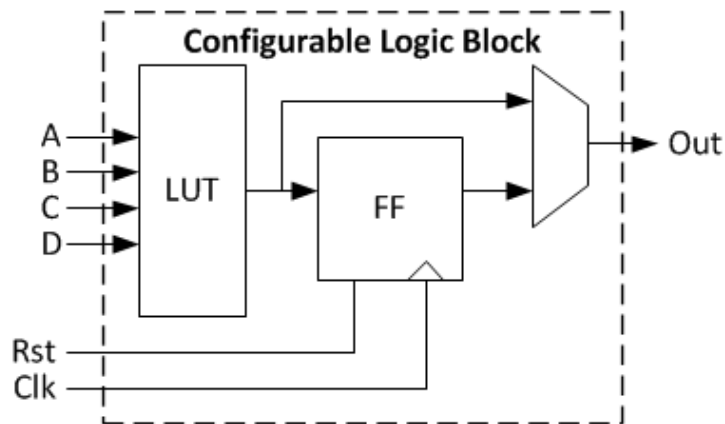 Configurable Logic Block
A
B
C
D
LUT
FF
Out
Rst
Clk